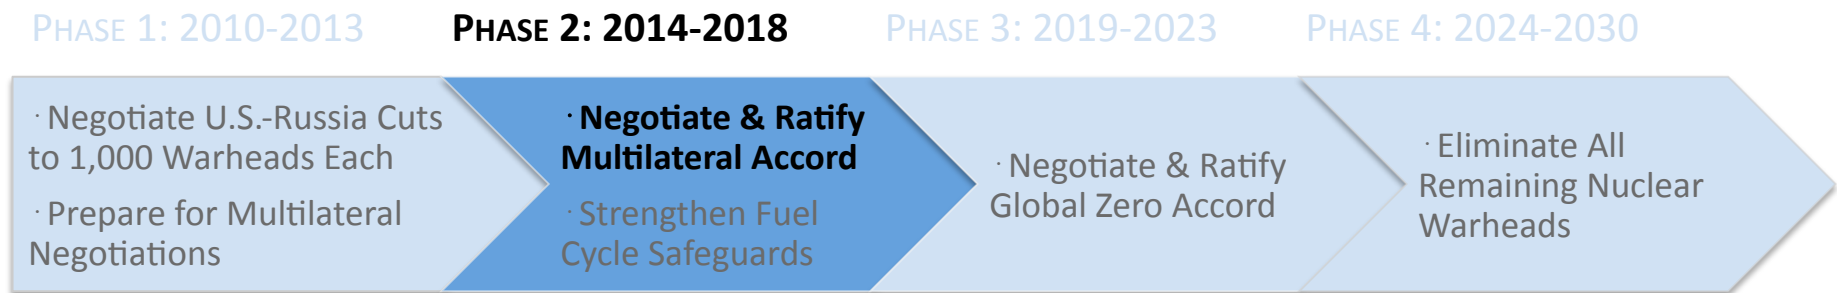 PHASE 1: 2010-2013
PHASE 2: 2014-2018
PHASE 3: 2019-2023
PHASE 4: 2024-2030
· Negotiate U.S.-Russia Cuts
to 1,000 Warheads Each
· Prepare for Multilateral
Negotiations
· Negotiate & Ratify
Multilateral Accord
· Strengthen Fuel
Cycle Safeguards
· Negotiate & Ratify
Global Zero Accord
· Eliminate All
Remaining Nuclear
Warheads